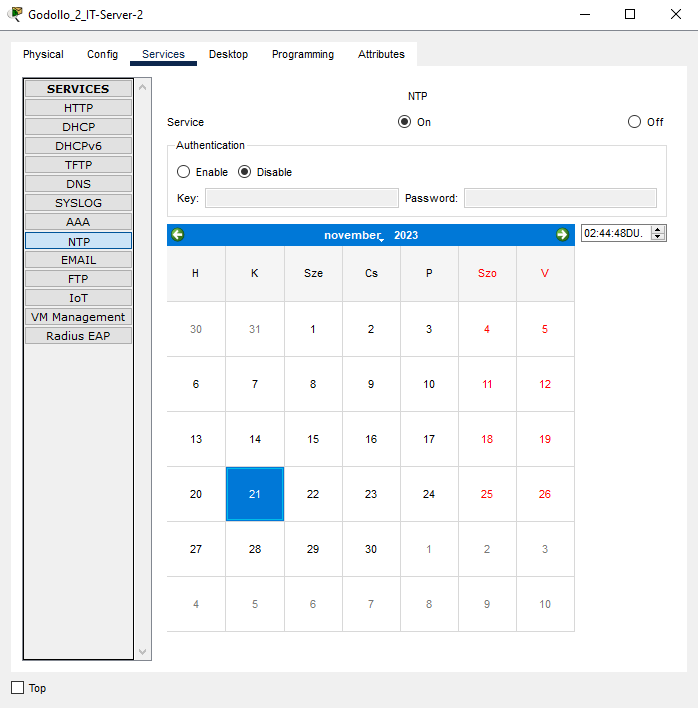 Godollo_2_IT-Server-2
Physical Config Services Desktop Programming Attributes
SERVICES
HTTP
DHCP
DHCPv6
TFTP
DNS
SYSLOG
AAA
NTP
EMAIL
FTP
IoT
VM Management
Radius EAP
NTP
Service On Off
Authentication
Enable Disable
Key: Password:
november 2023 02:44:48DU.
H K Sze Cs P Szo V
30 31 1 2 3 4 5
6 7 8 9 10 11 12
13 14 15 16 17 18 19
20 21 22 23 24 25 26
27 28 29 30 1 2 3
4 5 6 7 8 9 10
Top